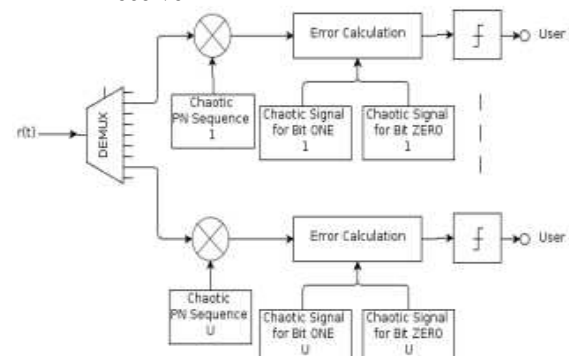 Error Calculation
User
Chaotic
PN Sequence
1
Chaotic Signal
for Bit ONE
1
Chaotic Signal
for Bit ZERO
1
r(t)
DEMUX
Error Calculation
User
Chaotic
PN Sequence
U
Chaotic Signal
for Bit ONE
U
Chaotic Signal
for Bit ZERO
U